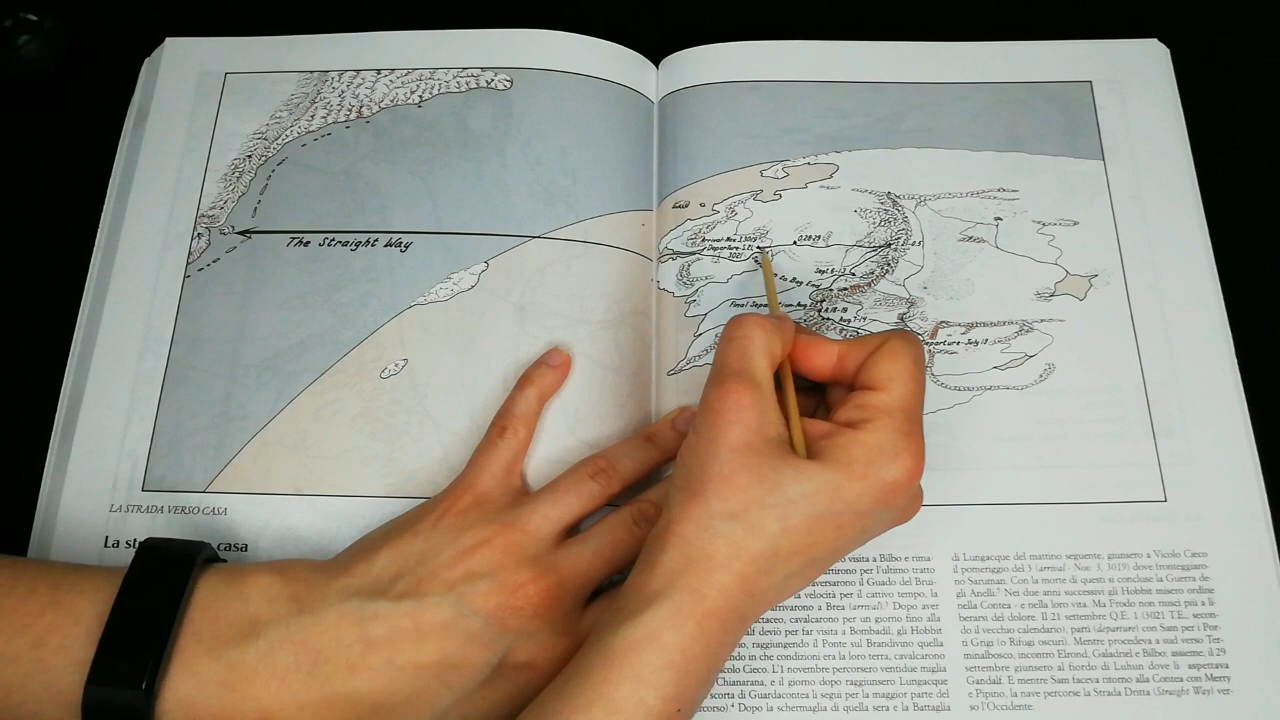 The Straight Way
Arrival-Nov. 3, 3019
Departure-S.21,
3021
O.28-29
Sept. 6-13
to Bag End
Final Separation-Aug. 22
A.18-19
Aug. 7-14
Departure-July 19
LA STRADA VERSO CASA
La casa
visita a Bilbo e rima-
artirono per l'ultimo tratto
aversarono il Guado del Brui-
la velocità per il cattivo tempo, la
arrivarono a Brea (arrival).³ Dopo aver
cavalcarono per un giorno fino alla
deviò per far visita a Bombadil, gli Hobbit
raggiungendo il Ponte sul Brandivino quella
in che condizioni era la loro terra, cavalcarono
Cieco. L'1 novembre percorsero ventidue miglia
Chianarana, e il giorno dopo raggiunsero Lungacque
scorta di Guardacontea li seguì per la maggior parte del
corso).⁴ Dopo la schermaglia di quella sera e la Battaglia
di Lungacque del mattino seguente, giunsero a Vicolo Cieco
il pomeriggio del 3 (arrival - Nov. 3, 3019) dove fronteggiaro-
no Saruman. Con la morte di questi si concluse la Guerra de-
gli Anelli.⁵ Nei due anni successivi gli Hobbit misero ordine
nella Contea - e nella loro vita. Ma Frodo non riuscì più a li-
berarsi del dolore. Il 21 settembre Q.E. 1 (3021 T.E., secon-
do il vecchio calendario), partì (departure) con Sam per i Por-
ti Grigi (o Rifugi oscuri). Mentre procedeva a sud verso Ter-
minalbosco, incontrò Elrond, Galadriel e Bilbo; assieme, il 29
settembre giunsero al fiordo di Luhun dove li aspettava
Gandalf. E mentre Sam faceva ritorno alla Contea con Merry
e Pipino, la nave percorse la Strada Dritta (Straight Way) ver-
so l'Occidente.